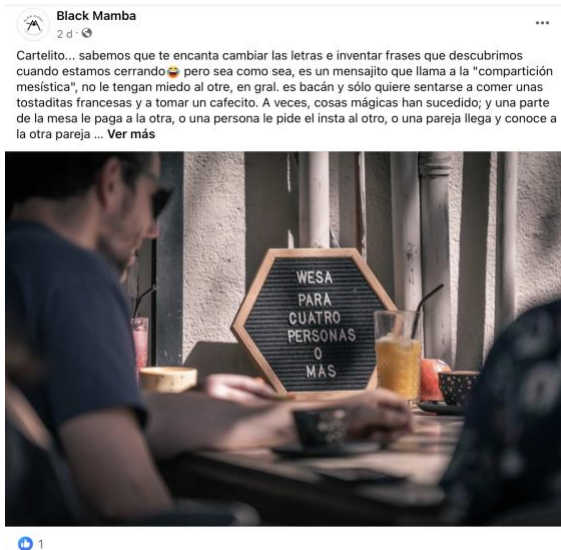 Black Mamba
2 d ·
Cartelito... sabemos que te encanta cambiar las letras e inventar frases que descubrimos
cuando estamos cerrando😂 pero sea como sea, es un mensajito que llama a la "compartición
mesística", no le tengan miedo al otre, en gral. es bacán y sólo quiere sentarse a comer unas
tostaditas francesas y a tomar un cafecito. A veces, cosas mágicas han sucedido; y una parte
de la mesa le paga a la otra, o una persona le pide el insta al otro, o una pareja llega y conoce a
la otra pareja ... Ver más
WESA
PARA
CUATRO
PERSONAS
O
MAS
1